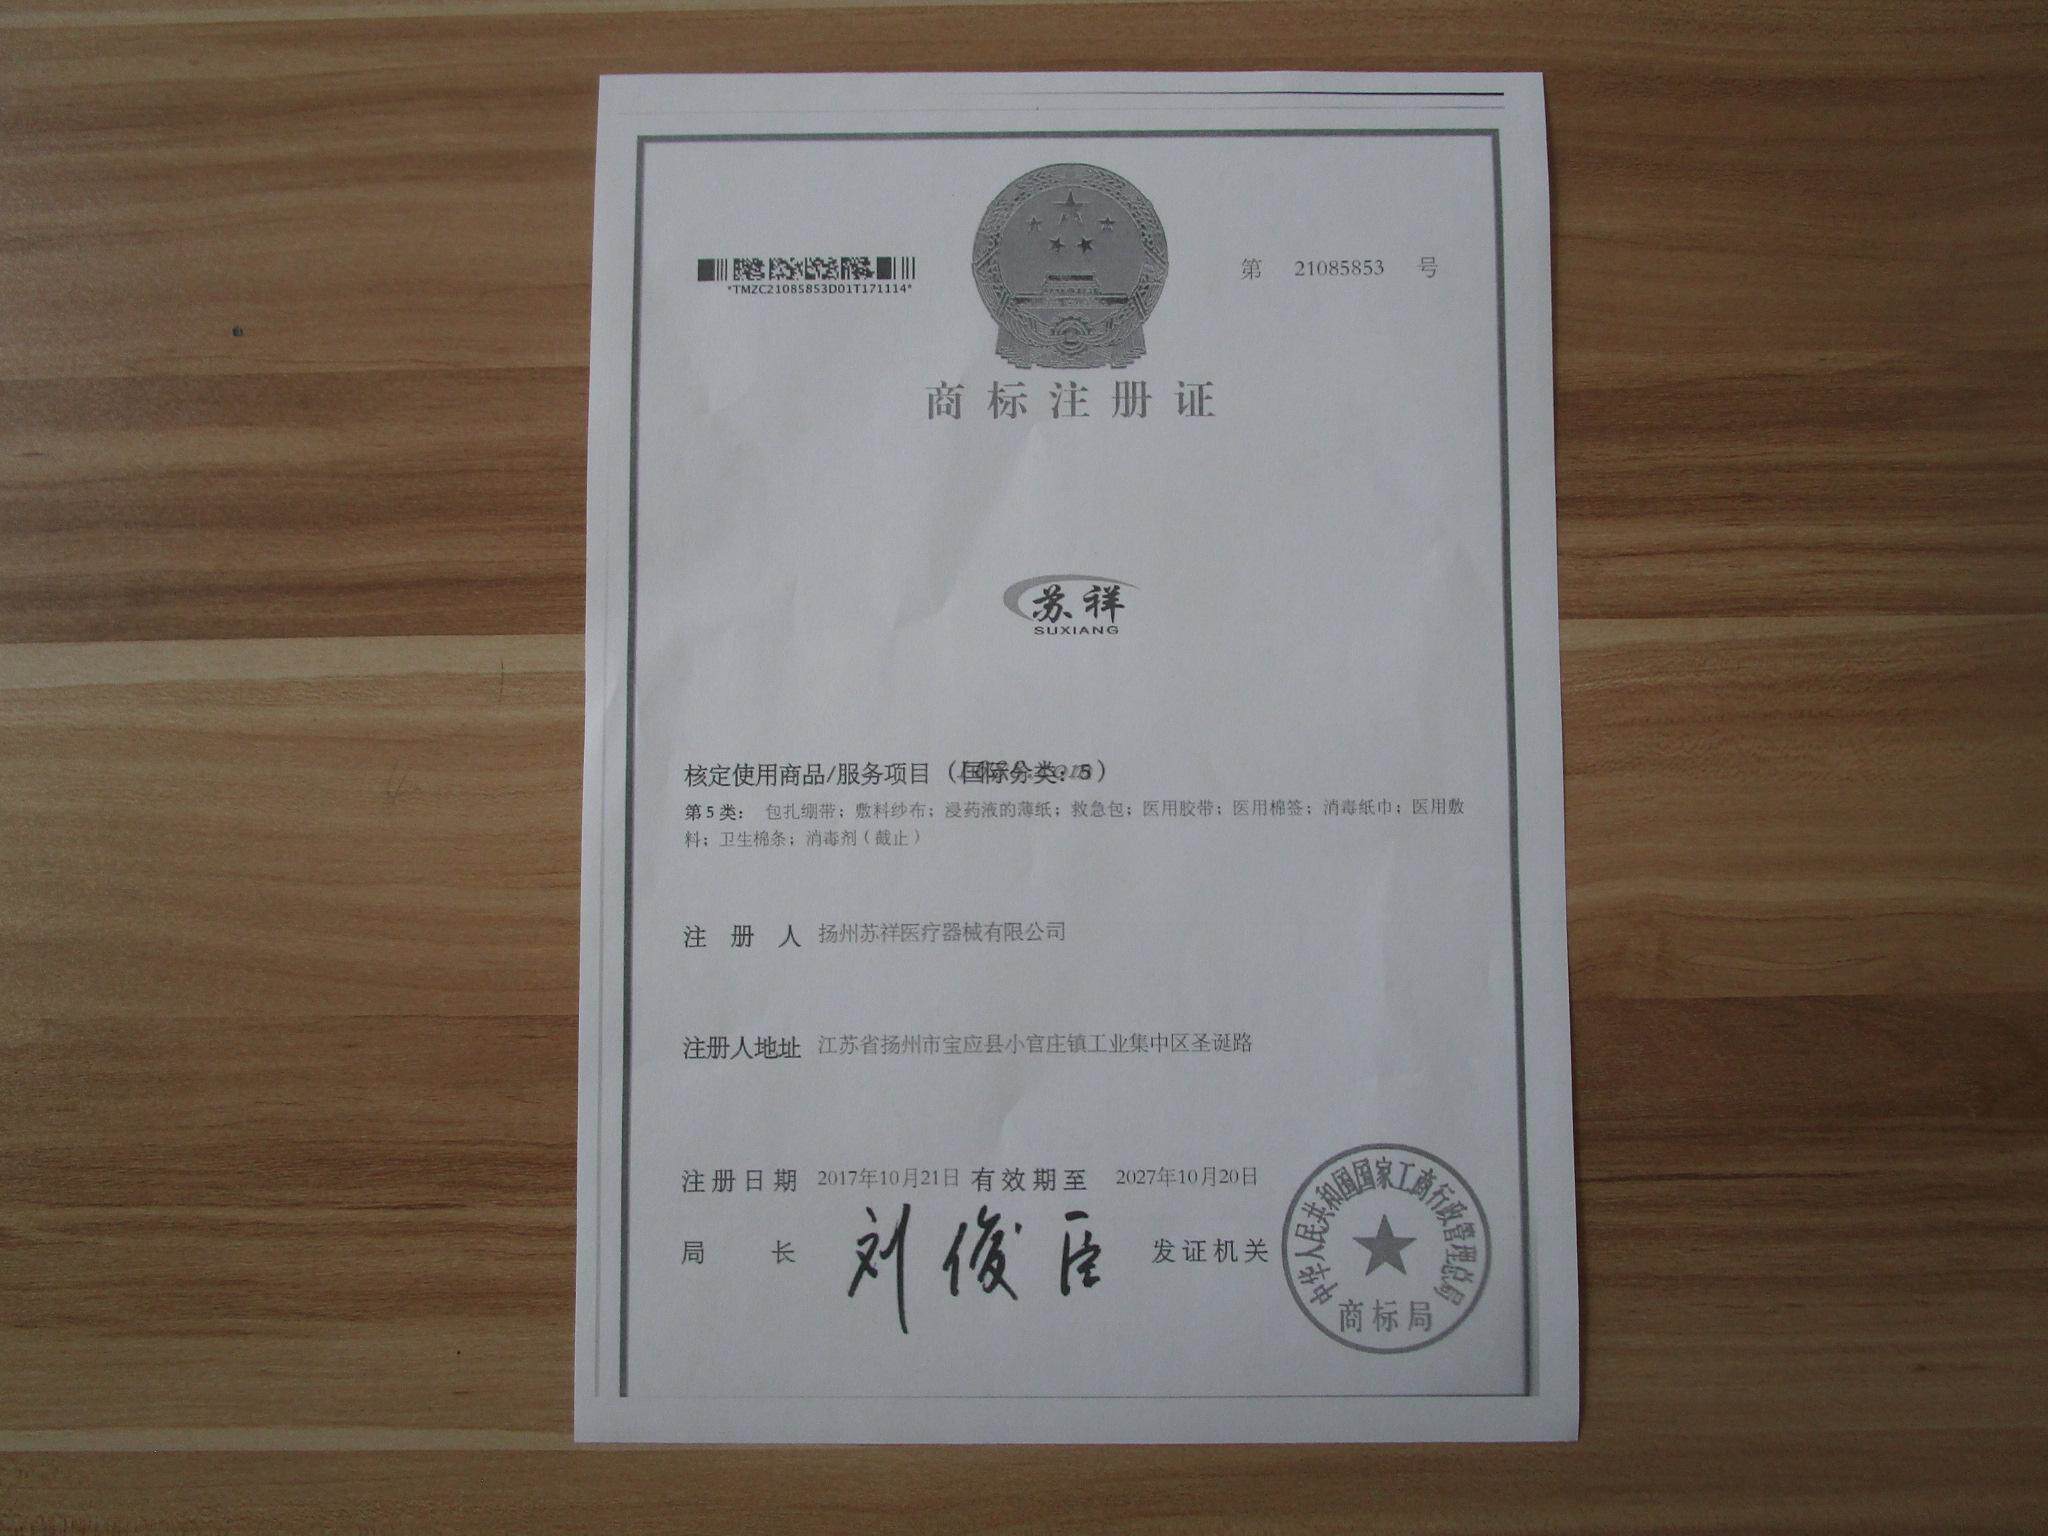 *TMZC21085853D01T171114*
第 21085853 号
商标注册证
苏祥
SUXIANG
核定使用商品/服务项目（国际分类：5）
第5类： 包扎绷带；敷料纱布；浸药液的薄纸；救急包；医用胶带；医用棉签；消毒纸巾；医用敷
料；卫生棉条；消毒剂（截止）
注册人 扬州苏祥医疗器械有限公司
注册人地址 江苏省扬州市宝应县小官庄镇工业集中区圣诞路
注册日期 2017年10月21日 有效期至 2027年10月20日
局长 刘俊臣 发证机关
中华人民共和国国家工商行政管理总局
商标局